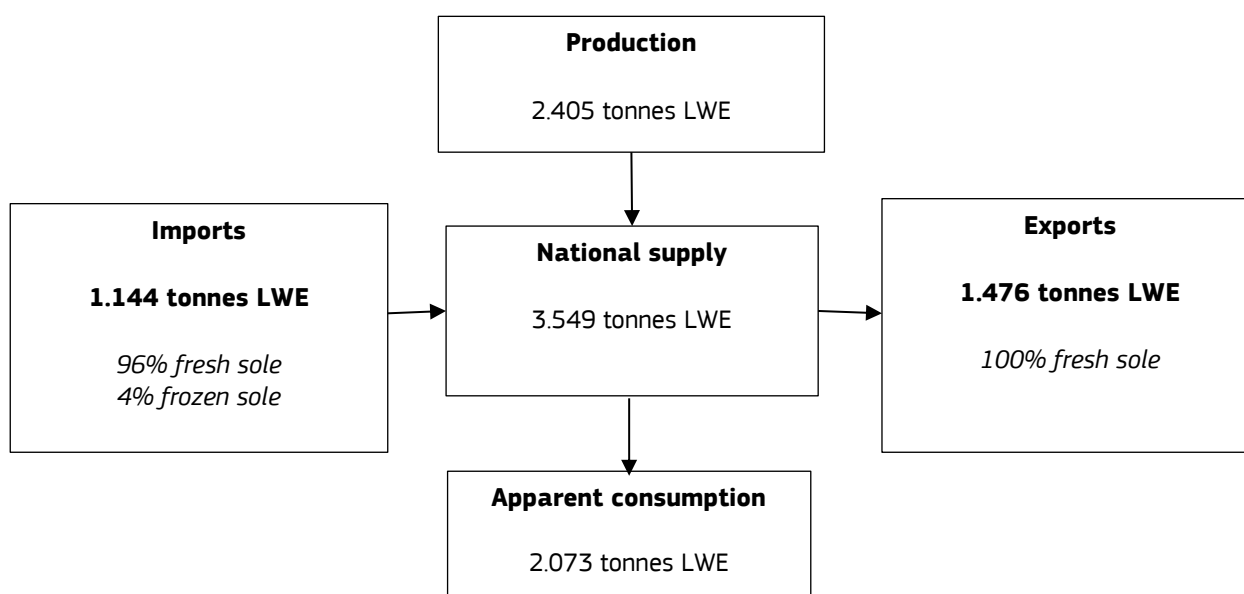 Production
2.405 tonnes LWE
Imports
1.144 tonnes LWE
96% fresh sole
4% frozen sole
National supply
3.549 tonnes LWE
Exports
1.476 tonnes LWE
100% fresh sole
Apparent consumption
2.073 tonnes LWE